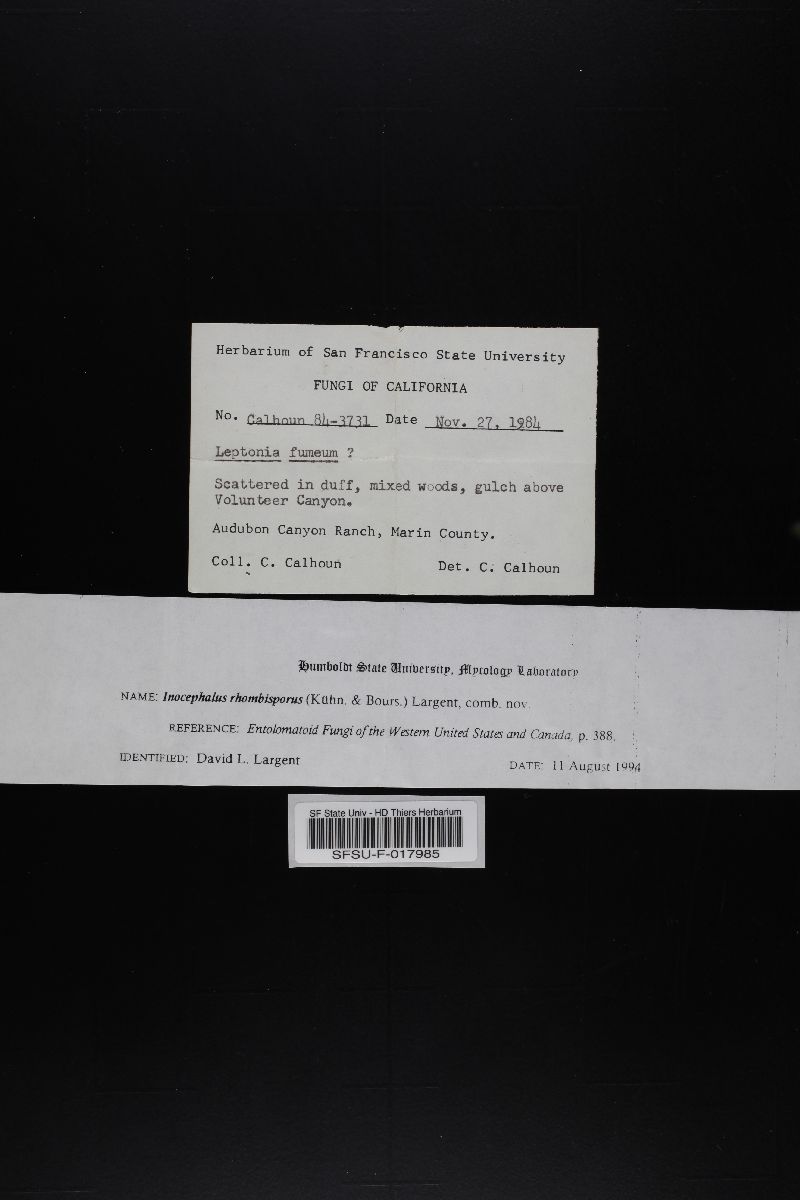 Herbarium of San Francisco State University
FUNGI OF CALIFORNIA
No. Calhoun 84-3731 Date Nov. 27, 1984
Leptonia fumeum ?
Scattered in duff, mixed woods, gulch above
Volunteer Canyon.
Audubon Canyon Ranch, Marin County.
Coll. C. Calhoun Det. C. Calhoun
Humboldt State University, Mycology Laboratory
NAME: Inocephalus rhombisporus (Kühn. & Bours.) Largent, comb. nov.
REFERENCE: Entolomatoid Fungi of the Western United States and Canada, p. 388.
IDENTIFIED: David L. Largent DATE: 11 August 1994
SF State Univ - HD Thiers Herbarium
SFSU-F-017985